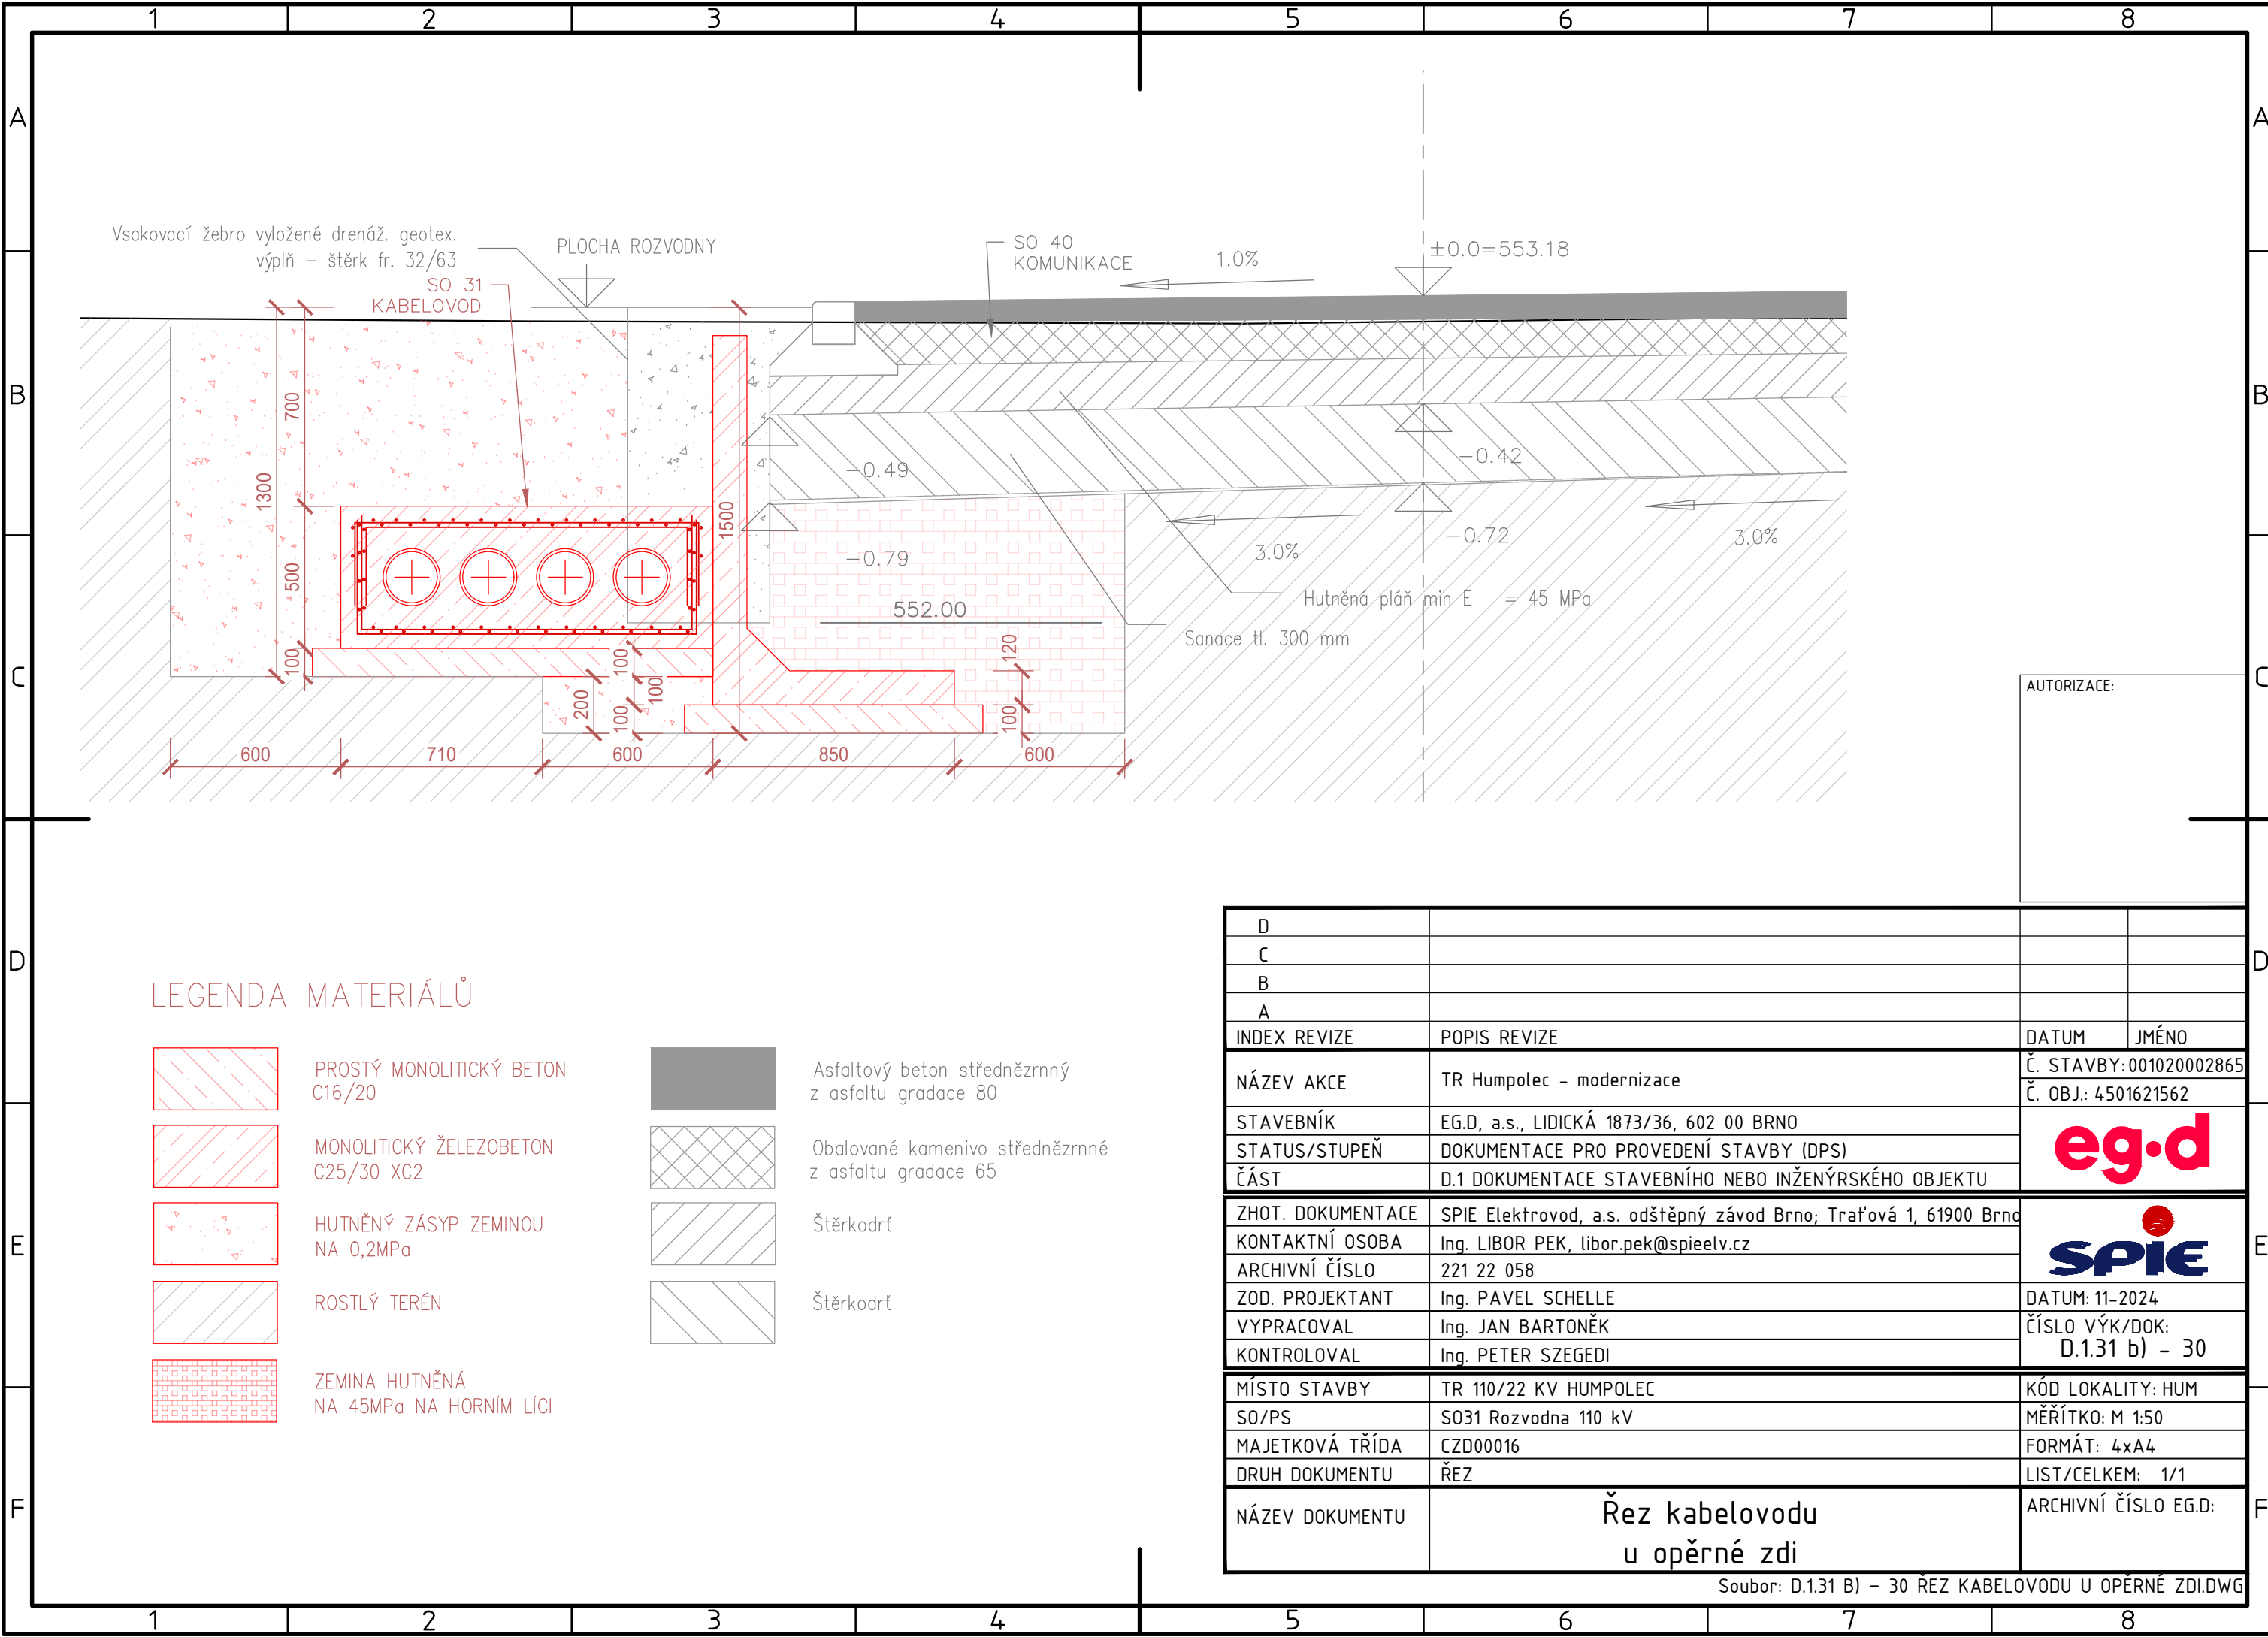 1 2 3 4 5 6 7 8
A A
B B
C C
D D
E E
F F
Vsakovací žebro vyložené drenáž. geotex.
výplň – štěrk fr. 32/63
SO 31
KABELOVOD
PLOCHA ROZVODNY
SO 40
KOMUNIKACE
1.0%
±0.0=553.18
700
1300
500
100
1500
-0.49
-0.42
-0.79
-0.72
3.0%
3.0%
552.00
Hutněná pláň min E = 45 MPa
Sanace tl. 300 mm
120
100
100
100
200
100
600
710
600
850
600
AUTORIZACE:
LEGENDA MATERIÁLŮ
PROSTÝ MONOLITICKÝ BETON
C16/20
MONOLITICKÝ ŽELEZOBETON
C25/30 XC2
HUTNĚNÝ ZÁSYP ZEMINOU
NA 0,2MPa
ROSTLÝ TERÉN
ZEMINA HUTNĚNÁ
NA 45MPa NA HORNÍM LÍCI
Asfaltový beton střednězrnný
z asfaltu gradace 80
Obalované kamenivo střednězrnné
z asfaltu gradace 65
Štěrkodrť
Štěrkodrť
D
C
B
A
INDEX REVIZE POPIS REVIZE DATUM JMÉNO
NÁZEV AKCE TR Humpolec – modernizace
Č. STAVBY: 001020002865
Č. OBJ.: 4501621562
STAVEBNÍK EG.D, a.s., LIDICKÁ 1873/36, 602 00 BRNO
STATUS/STUPEŇ DOKUMENTACE PRO PROVEDENÍ STAVBY (DPS)
ČÁST D.1 DOKUMENTACE STAVEBNÍHO NEBO INŽENÝRSKÉHO OBJEKTU
eg·d
ZHOT. DOKUMENTACE SPIE Elektrovod, a.s. odštěpný závod Brno; Traťová 1, 61900 Brno
KONTAKTNÍ OSOBA Ing. LIBOR PEK, libor.pek@spieelv.cz
ARCHIVNÍ ČÍSLO 221 22 058
SPIE
ZOD. PROJEKTANT Ing. PAVEL SCHELLE DATUM: 11-2024
VYPRACOVAL Ing. JAN BARTONĚK ČÍSLO VÝK/DOK:
KONTROLOVAL Ing. PETER SZEGEDI D.1.31 b) – 30
MÍSTO STAVBY TR 110/22 KV HUMPOLEC KÓD LOKALITY: HUM
SO/PS SO31 Rozvodna 110 kV MĚŘÍTKO: M 1:50
MAJETKOVÁ TŘÍDA CZD00016 FORMÁT: 4xA4
DRUH DOKUMENTU ŘEZ LIST/CELKEM: 1/1
NÁZEV DOKUMENTU Řez kabelovodu ARCHIVNÍ ČÍSLO EG.D:
u opěrné zdi
Soubor: D.1.31 B) – 30 ŘEZ KABELOVODU U OPĚRNÉ ZDI.DWG
1 2 3 4 5 6 7 8